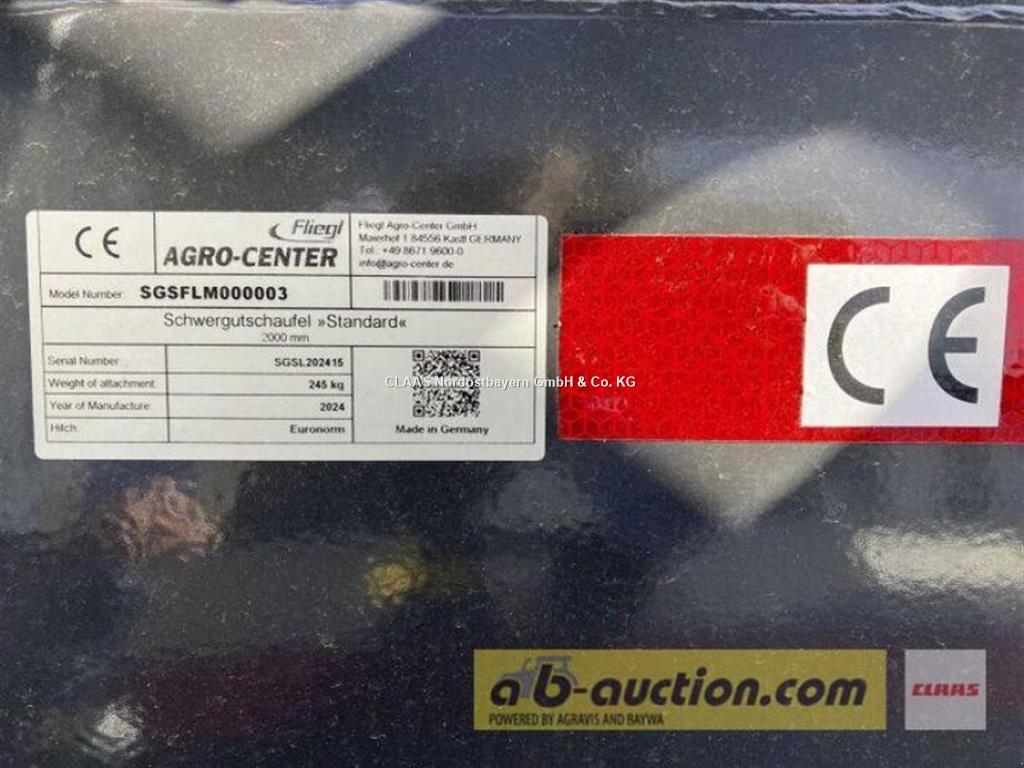 CE
Fliegl
AGRO-CENTER
Fliegl Agro-Center GmbH
Maierhof 1 84556 Kastl GERMANY
Tel.: +49 8671 9600-0
info@agro-center.de
Model Number: SGSFLM000003
Schwergutschaufel »Standard«
2000 mm
Serial Number: SGSL202415
Weight of attachment: 245 kg
Year of Manufacture: 2024
Hitch: Euronorm
Made in Germany
CLAAS Nordostbayern GmbH & Co. KG
CE
ab-auction.com
POWERED BY AGRAVIS AND BAYWA
CLAAS